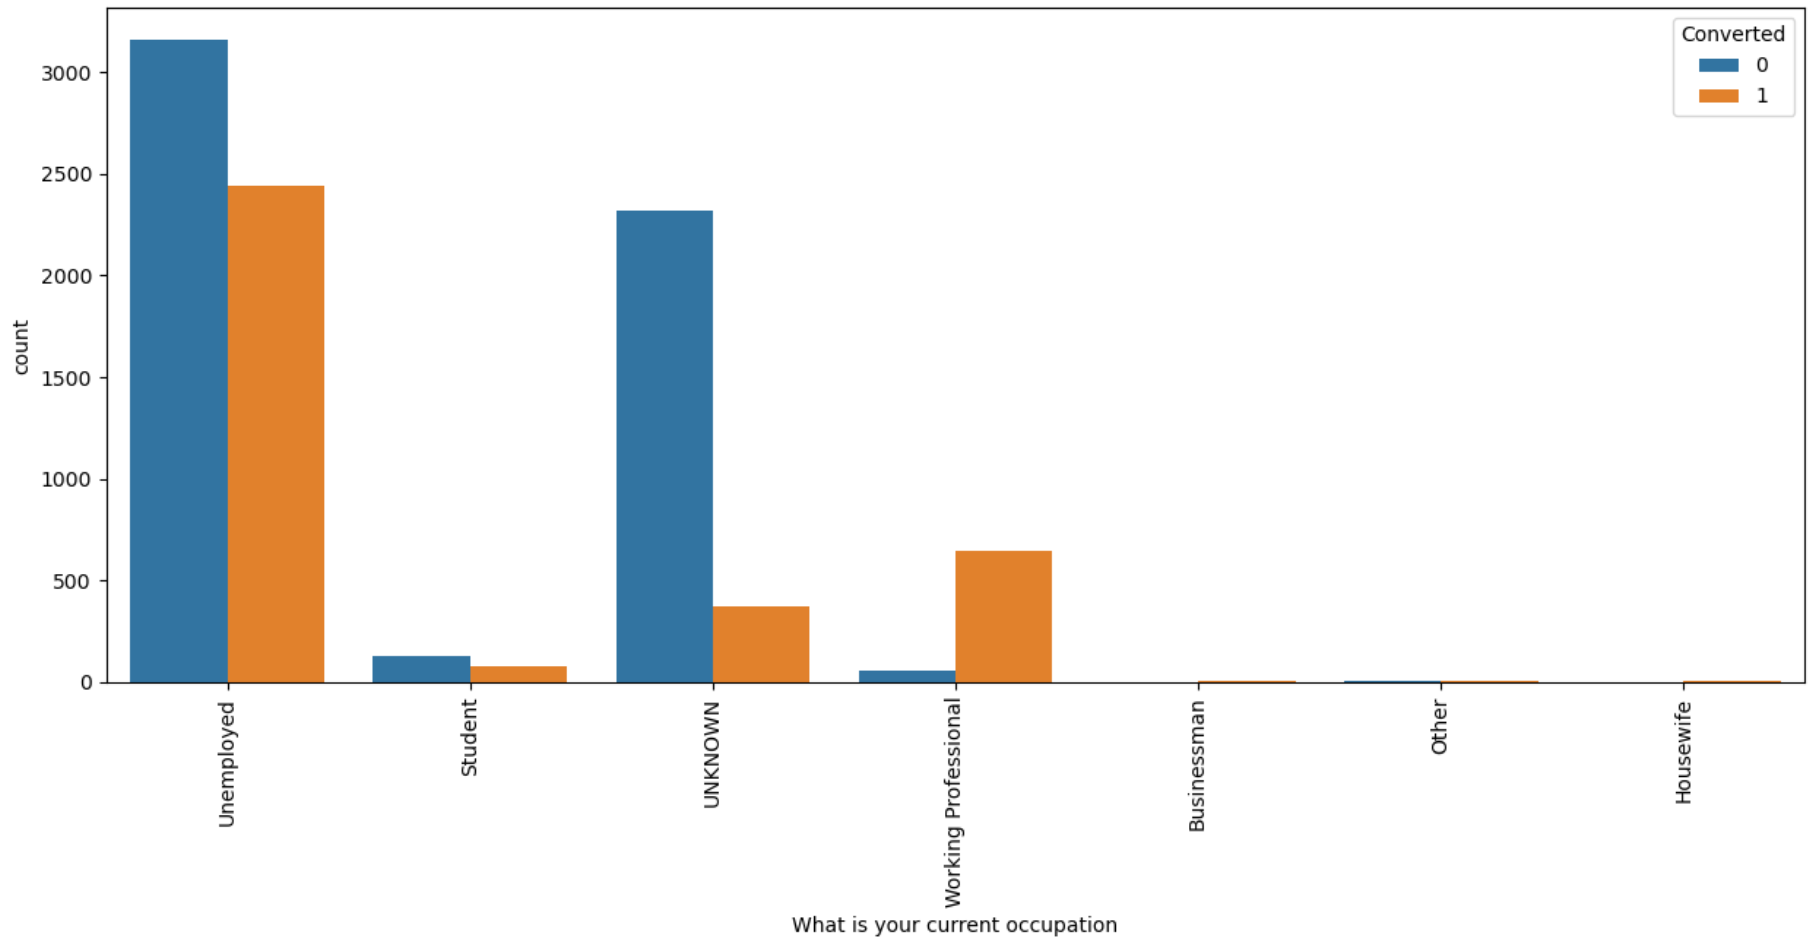 Converted
0
1
3000
2500
2000
1500
1000
500
0
count
Unemployed
Student
UNKNOWN
Working Professional
Businessman
Other
Housewife
What is your current occupation